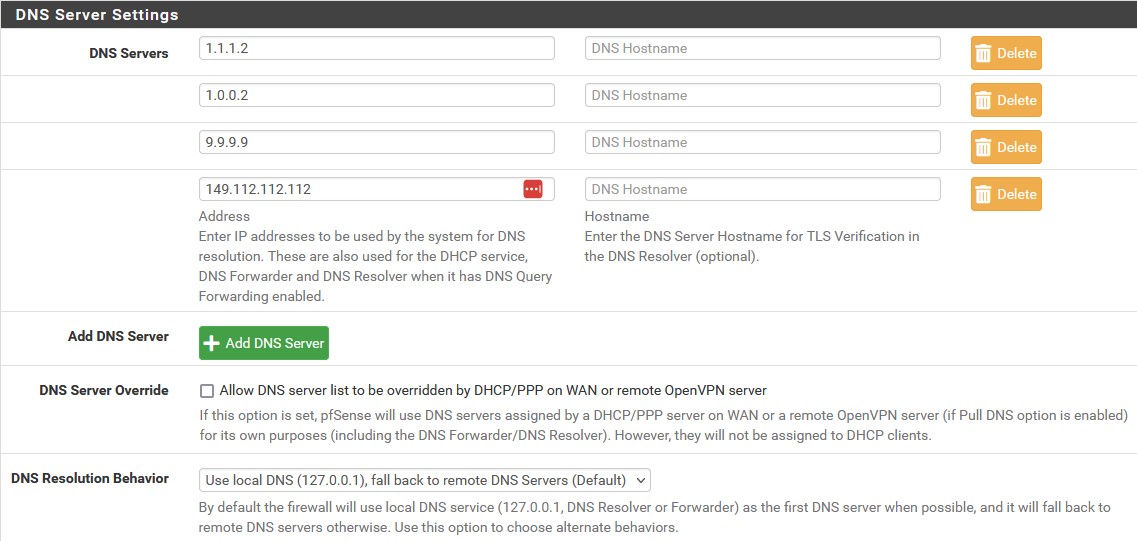 DNS Server Settings
DNS Servers
1.1.1.2
DNS Hostname
Delete
1.0.0.2
DNS Hostname
Delete
9.9.9.9
DNS Hostname
Delete
149.112.112.112
DNS Hostname
Delete
Address
Enter IP addresses to be used by the system for DNS
resolution. These are also used for the DHCP service,
DNS Forwarder and DNS Resolver when it has DNS Query
Forwarding enabled.
Hostname
Enter the DNS Server Hostname for TLS Verification in
the DNS Resolver (optional).
Add DNS Server
Add DNS Server
DNS Server Override
Allow DNS server list to be overridden by DHCP/PPP on WAN or remote OpenVPN server
If this option is set, pfSense will use DNS servers assigned by a DHCP/PPP server on WAN or a remote OpenVPN server (if Pull DNS option is enabled)
for its own purposes (including the DNS Forwarder/DNS Resolver). However, they will not be assigned to DHCP clients.
DNS Resolution Behavior
Use local DNS (127.0.0.1), fall back to remote DNS Servers (Default)
By default the firewall will use local DNS service (127.0.0.1, DNS Resolver or Forwarder) as the first DNS server when possible, and it will fall back to
remote DNS servers otherwise. Use this option to choose alternate behaviors.